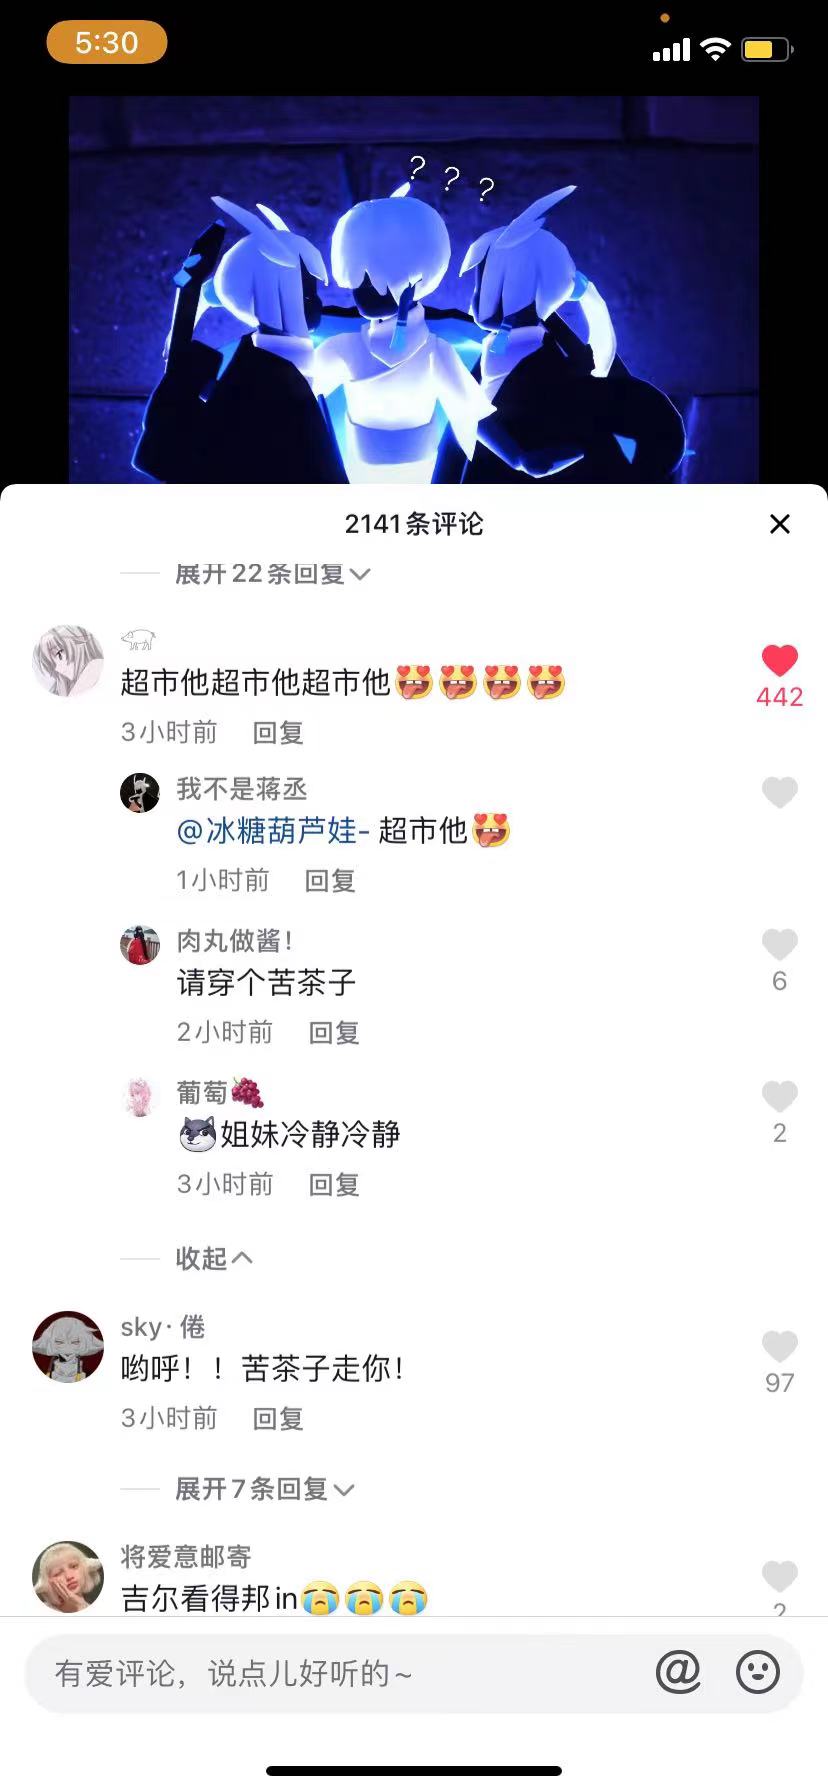 5:30
? ? ?
2141条评论
展开22条回复
超市他超市他超市他😍😍😍😍
3小时前 回复
我不是蒋丞
@冰糖葫芦娃- 超市他😍
1小时前 回复
肉丸做酱！
请穿个苦茶子
6
2小时前 回复
葡萄🍇
姐妹冷静冷静
2
3小时前 回复
收起
442
sky· 倦
哟呼！！苦茶子走你！
97
3小时前 回复
展开7条回复
将爱意邮寄
吉尔看得邦in😭😭😭
2
有爱评论，说点儿好听的~